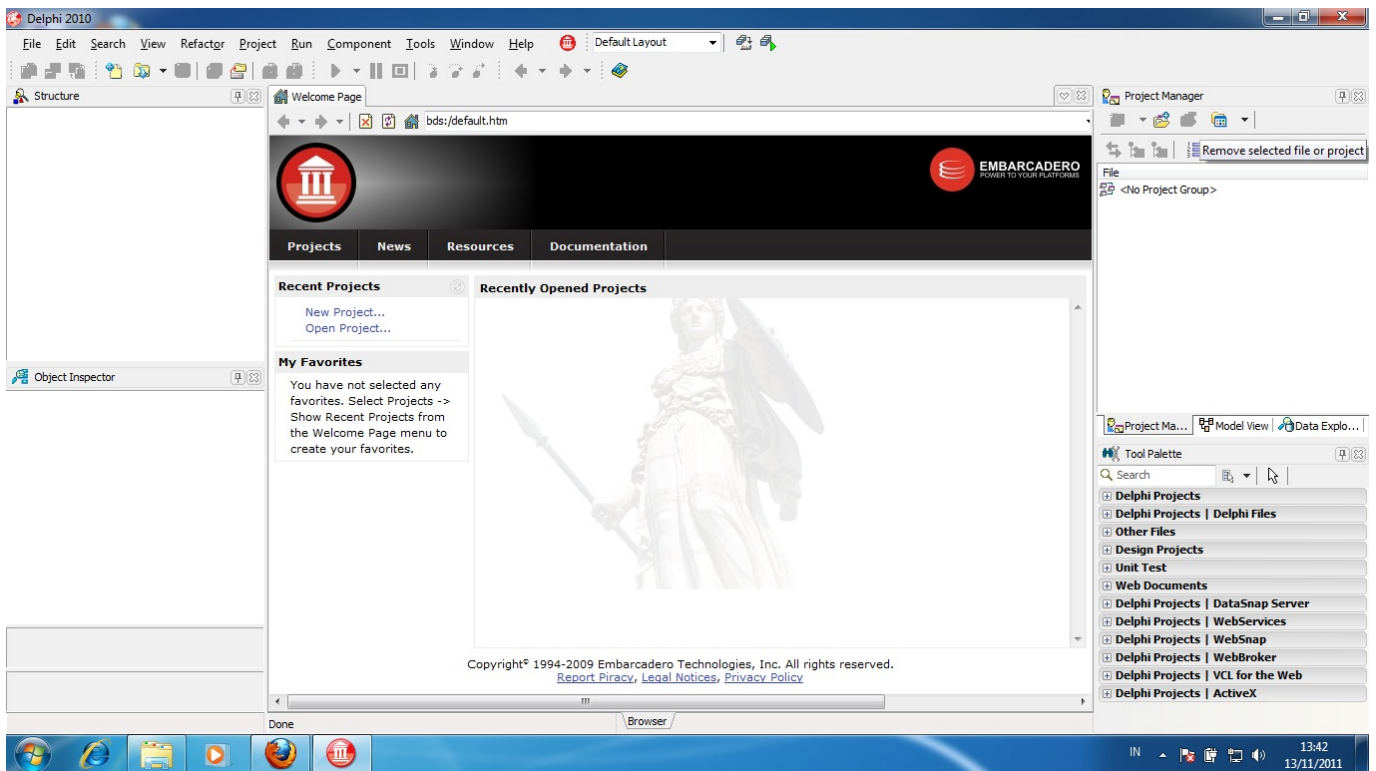 Delphi 2010
File Edit Search View Refactor Project Run Component Tools Window Help Default Layout
Structure
Welcome Page
bds:/default.htm
EMBARCADERO
POWER TO YOUR PLATFORMS
Projects News Resources Documentation
Recent Projects
New Project...
Open Project...
My Favorites
You have not selected any
favorites. Select Projects ->
Show Recent Projects from
the Welcome Page menu to
create your favorites.
Recently Opened Projects
Copyright© 1994-2009 Embarcadero Technologies, Inc. All rights reserved.
Report Piracy, Legal Notices, Privacy Policy
Done
Browser
Object Inspector
Project Manager
Remove selected file or project
File
<No Project Group>
Project Ma... Model View Data Explo...
Tool Palette
Search
Delphi Projects
Delphi Projects | Delphi Files
Other Files
Design Projects
Unit Test
Web Documents
Delphi Projects | DataSnap Server
Delphi Projects | WebServices
Delphi Projects | WebSnap
Delphi Projects | WebBroker
Delphi Projects | VCL for the Web
Delphi Projects | ActiveX
IN
13:42
13/11/2011